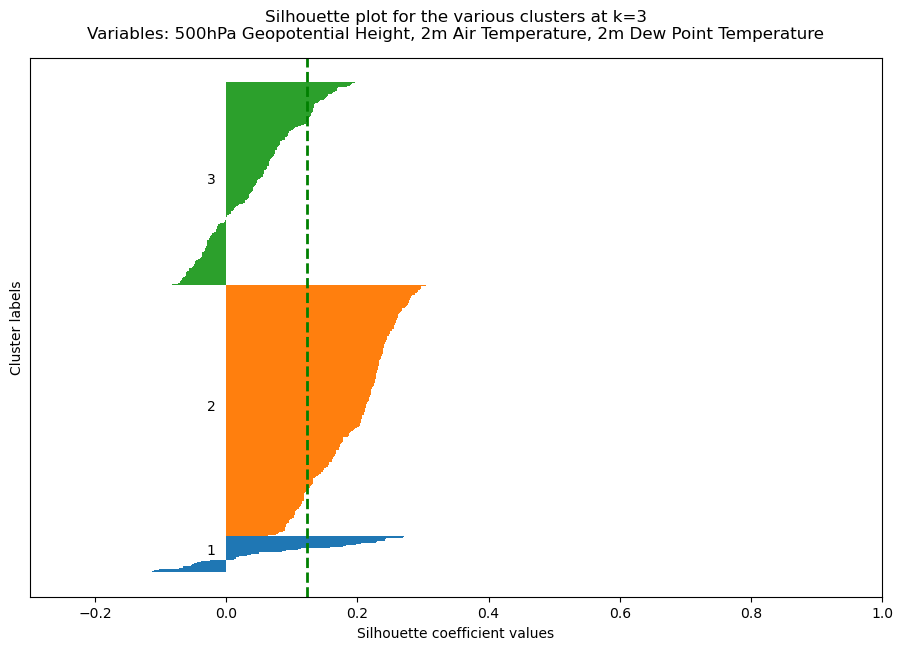 Silhouette plot for the various clusters at k=3
Variables: 500hPa Geopotential Height, 2m Air Temperature, 2m Dew Point Temperature
Cluster labels
3
2
1
−0.2 0.0 0.2 0.4 0.6 0.8 1.0
Silhouette coefficient values